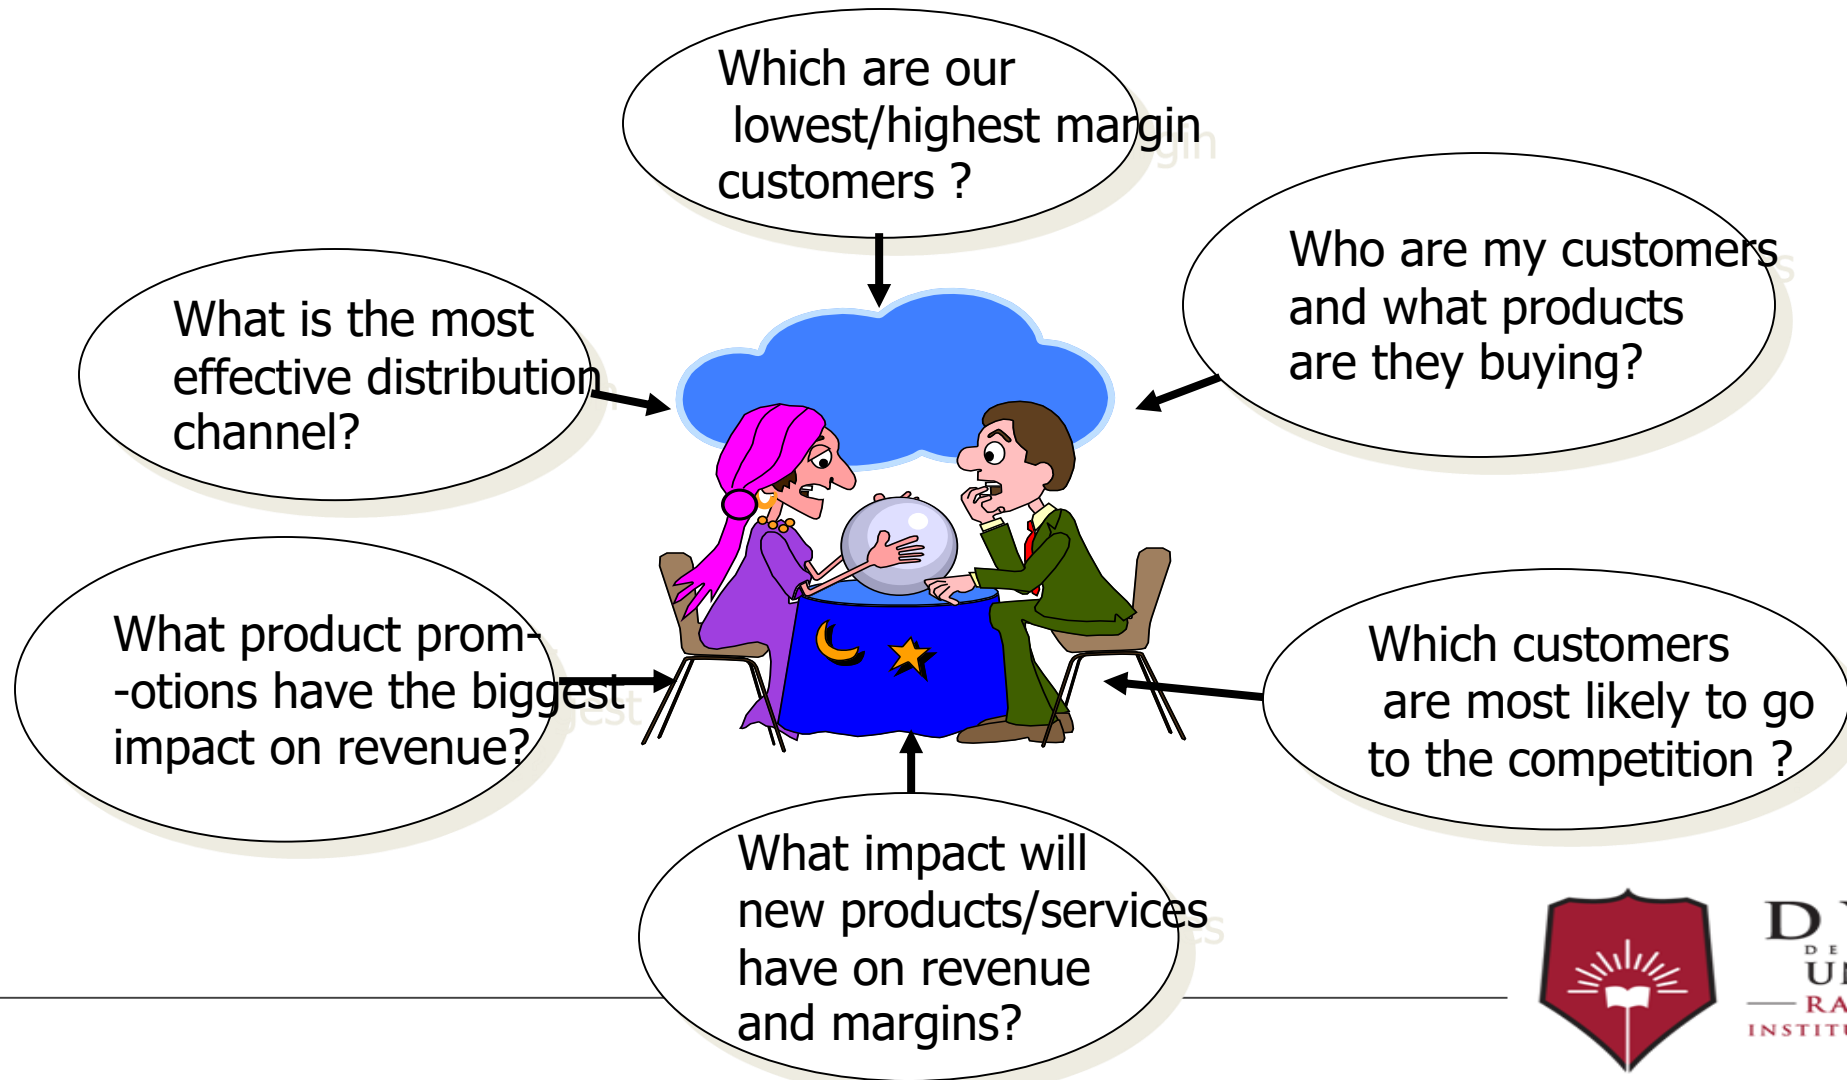 Which are our
lowest/highest margin
customers ?
Who are my customers
and what products
are they buying?
What is the most
effective distribution
channel?
What product prom-
-otions have the biggest
impact on revenue?
Which customers
are most likely to go
to the competition ?
What impact will
new products/services
have on revenue
and margins?
D